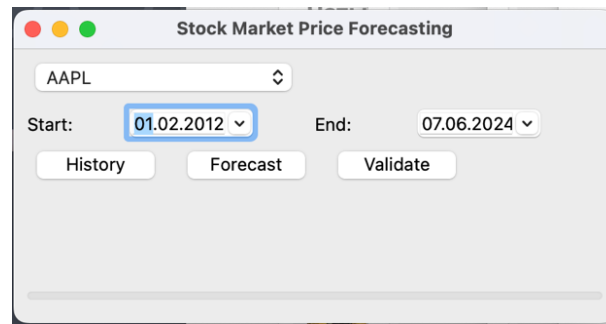 Stock Market Price Forecasting
AAPL
Start: 01.02.2012 End: 07.06.2024
History Forecast Validate